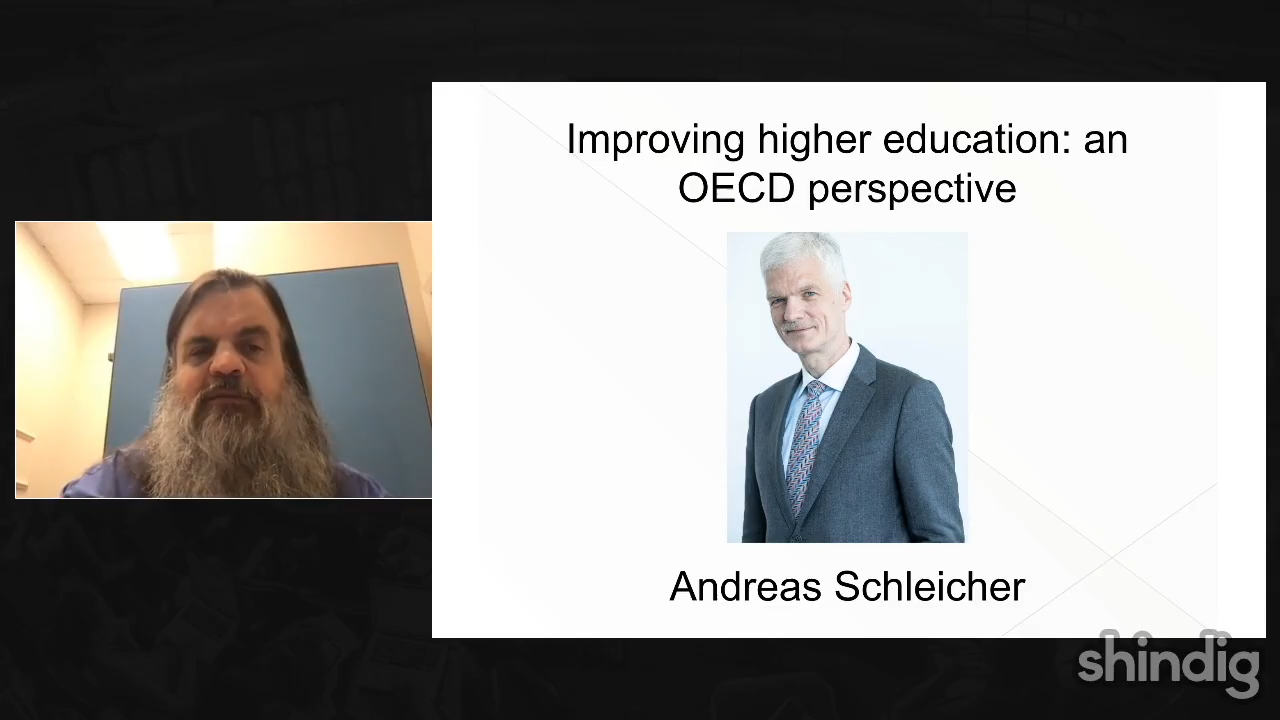 Improving higher education: an
OECD perspective
Andreas Schleicher
shindig